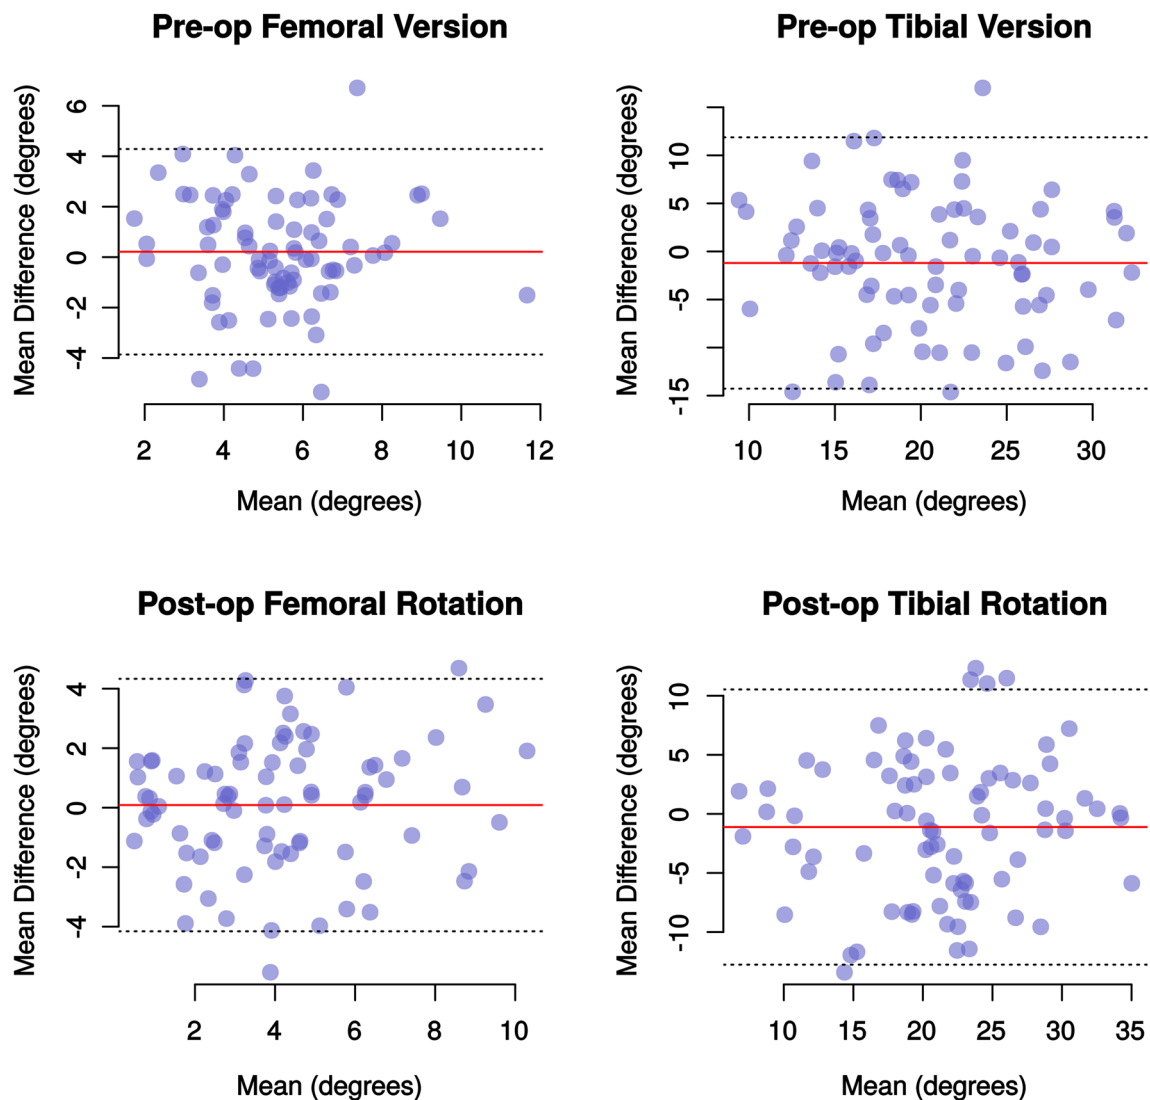 Pre-op Femoral Version
Mean Difference (degrees)
6
4
2
0
-2
-4
2 4 6 8 10 12
Mean (degrees)
Pre-op Tibial Version
Mean Difference (degrees)
10
5
0
-5
-15
10 15 20 25 30
Mean (degrees)
Post-op Femoral Rotation
Mean Difference (degrees)
4
2
0
-2
-4
2 4 6 8 10
Mean (degrees)
Post-op Tibial Rotation
Mean Difference (degrees)
10
5
0
-5
-10
10 15 20 25 30 35
Mean (degrees)